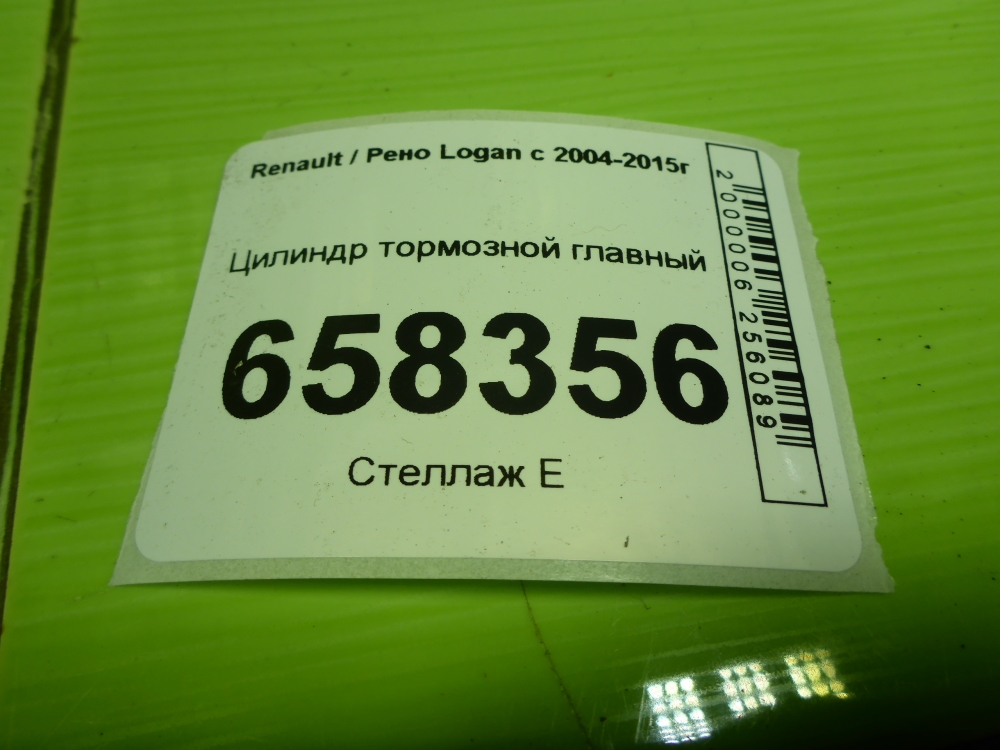 Renault / Рено Logan с 2004-2015г
Цилиндр тормозной главный
658356
Стеллаж Е
2000006256089